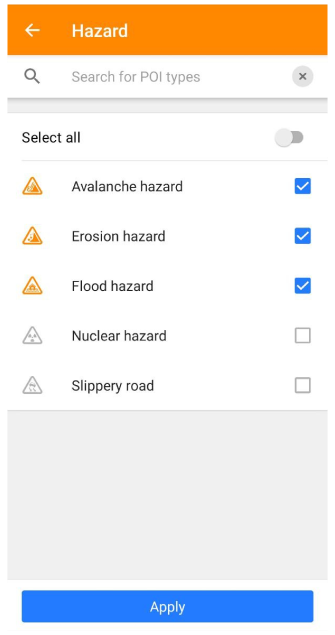 Hazard
Search for POI types
Select all
Avalanche hazard
Erosion hazard
Flood hazard
Nuclear hazard
Slippery road
Apply